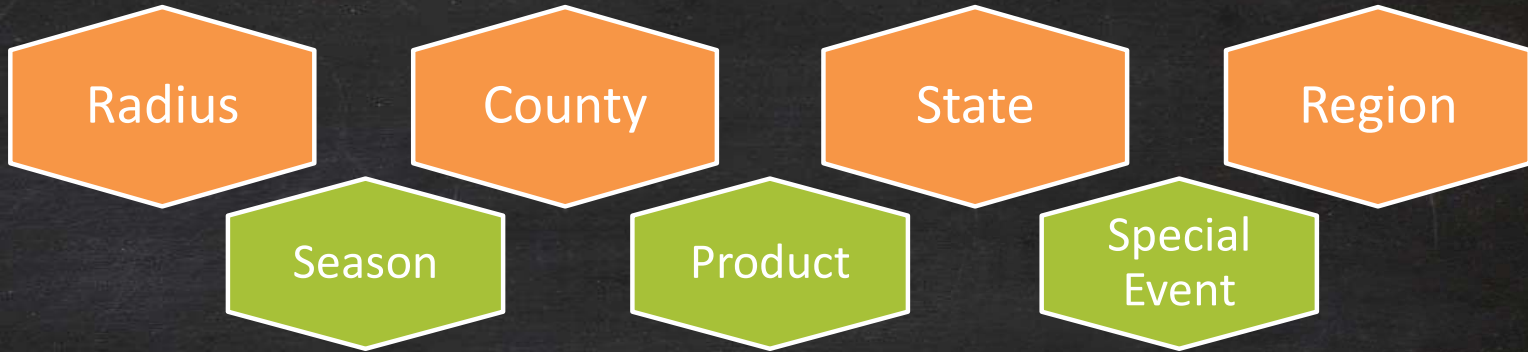 Radius
County
State
Region
Season
Product
Special
Event